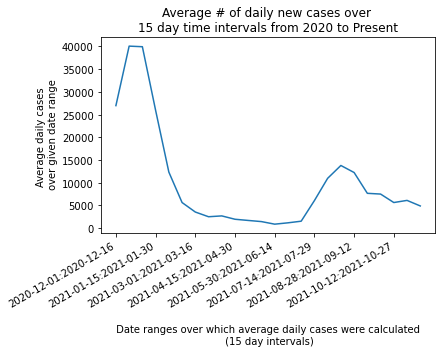 Average # of daily new cases over
15 day time intervals from 2020 to Present
Average daily cases
over given date range
40000
35000
30000
25000
20000
15000
10000
5000
0
2020-12-01:2020-12-16
2021-01-15:2021-01-30
2021-03-01:2021-03-16
2021-04-15:2021-04-30
2021-05-30:2021-06-14
2021-07-14:2021-07-29
2021-08-28:2021-09-12
2021-10-12:2021-10-27
Date ranges over which average daily cases were calculated
(15 day intervals)